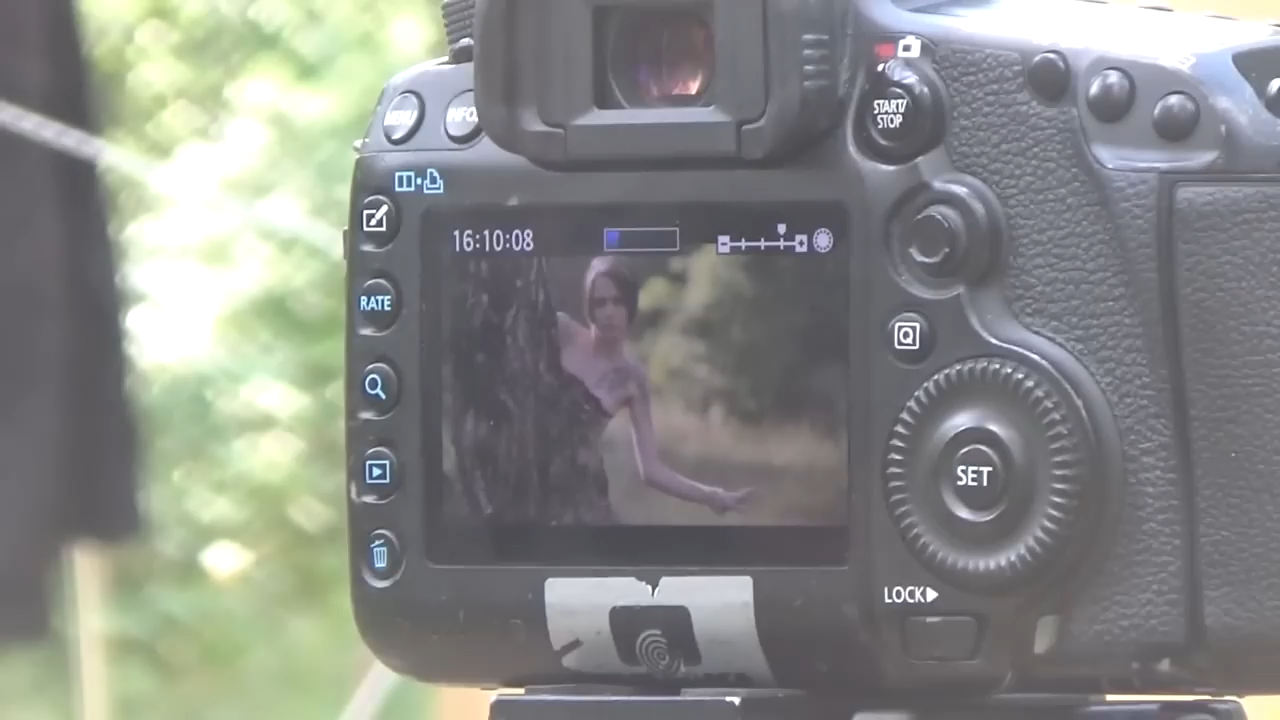 MENU
INFO.
START/
STOP
16:10:08
RATE
Q
SET
LOCK